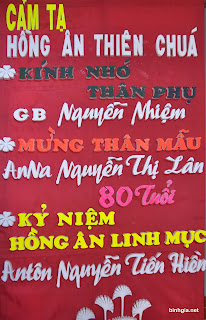 CẢM TẠ
HỒNG ÂN THIÊN CHUÁ
KÍNH NHỚ
THÂN PHỤ
GB Nguyễn Nhiệm
MỪNG THÂN MẪU
AnNa Nguyễn Thị Lân
80 Tuổi
KỶ NIỆM
HỒNG ÂN LINH MỤC
Antôn Nguyễn Tiến Hiền
binhgia.net